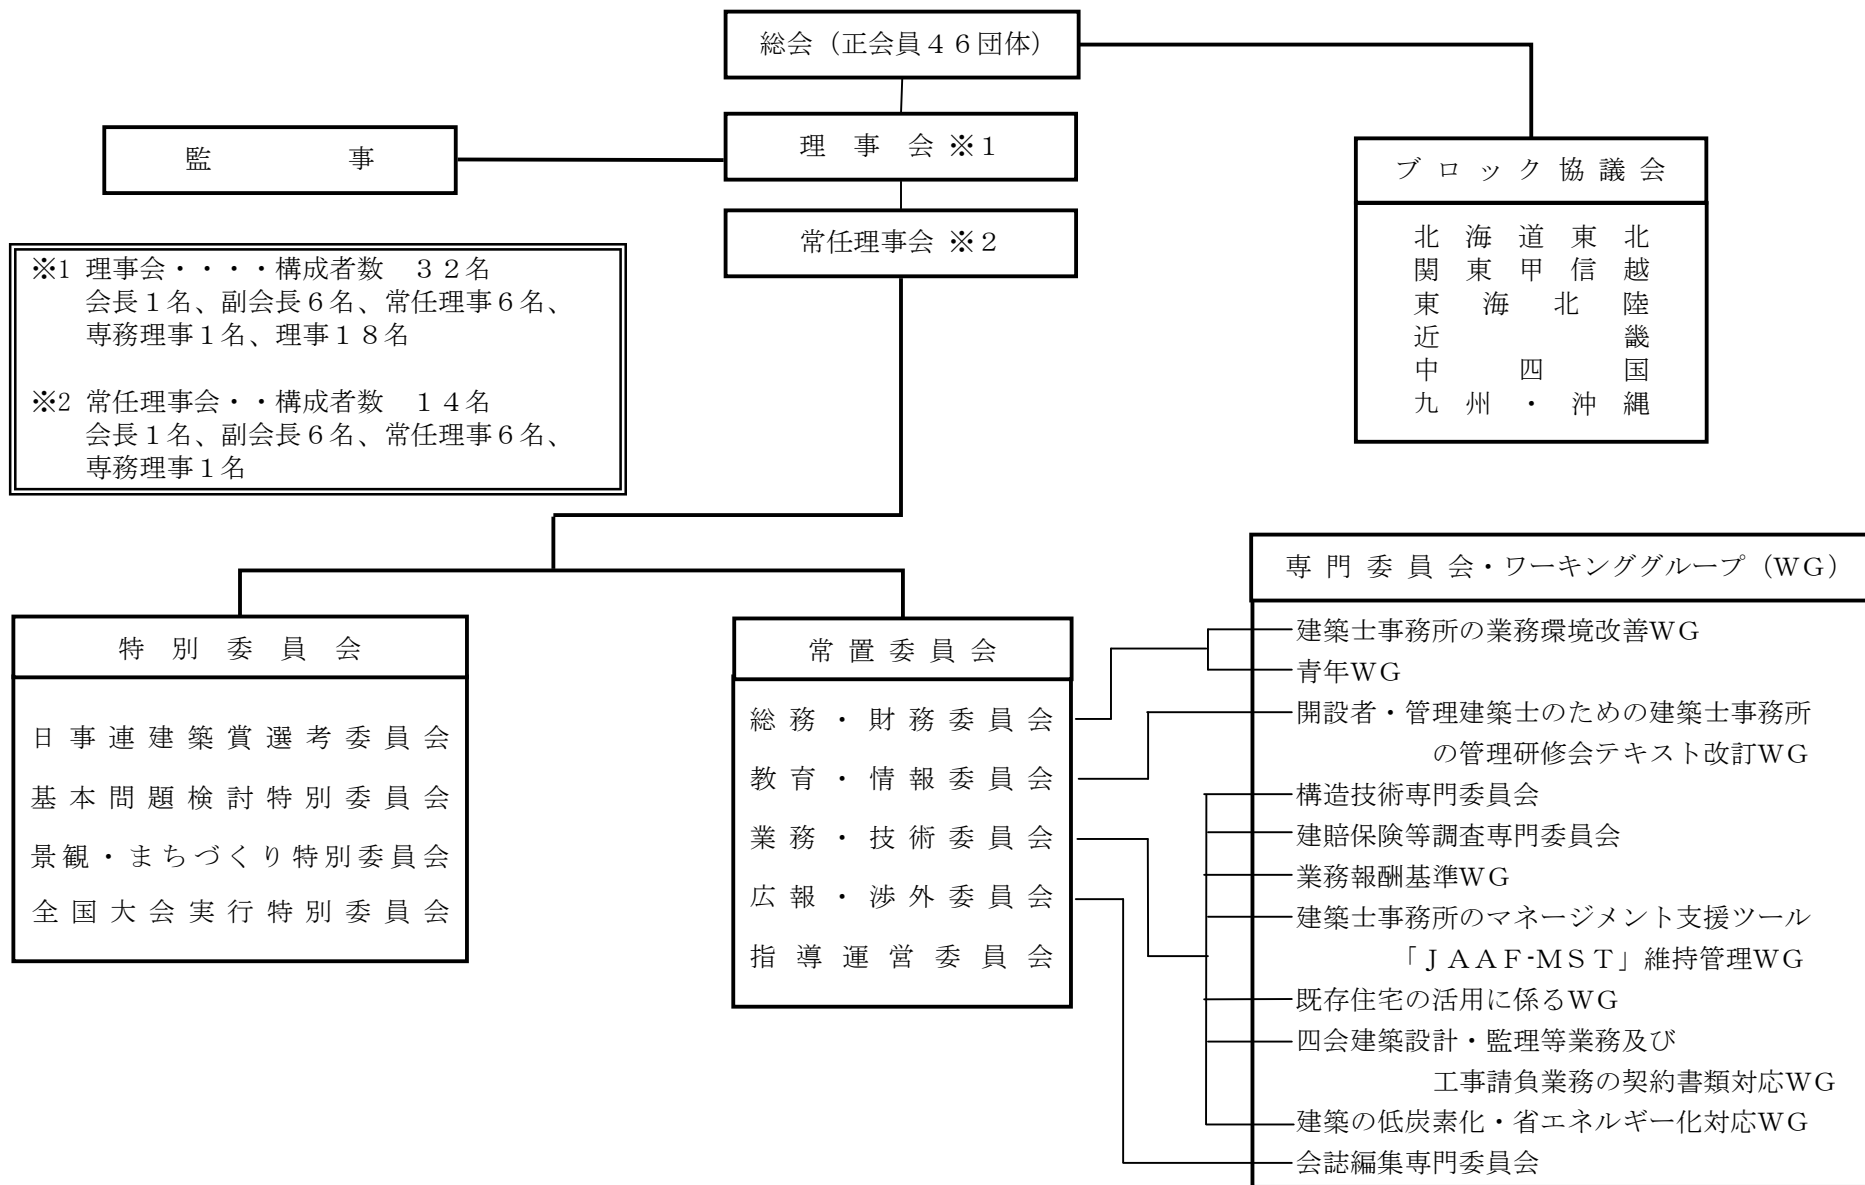 総会（正会員４６団体）
理 事 会 ※１
監 事
常任理事会 ※２
※1 理事会・・・・構成者数 ３２名
会長１名、副会長６名、常任理事６名、
専務理事１名、理事１８名
※2 常任理事会・・構成者数 １４名
会長１名、副会長６名、常任理事６名、
専務理事１名
ブロック協議会
北海道東北
関東甲信越
東海北陸
近畿
中四国
九州・沖縄
特別委員会
日事連建築賞選考委員会
基本問題検討特別委員会
景観・まちづくり特別委員会
全国大会実行特別委員会
常置委員会
総務・財務委員会
教育・情報委員会
業務・技術委員会
広報・渉外委員会
指導運営委員会
専門委員会・ワーキンググループ（WG）
建築士事務所の業務環境改善WG
青年WG
開設者・管理建築士のための建築士事務所
の管理研修会テキスト改訂WG
構造技術専門委員会
建賠保険等調査専門委員会
業務報酬基準WG
建築士事務所のマネージメント支援ツール
「ＪＡＡＦ-ＭＳＴ」維持管理WG
既存住宅の活用に係るWG
四会建築設計・監理等業務及び
工事請負業務の契約書類対応WG
建築の低炭素化・省エネルギー化対応WG
会誌編集専門委員会